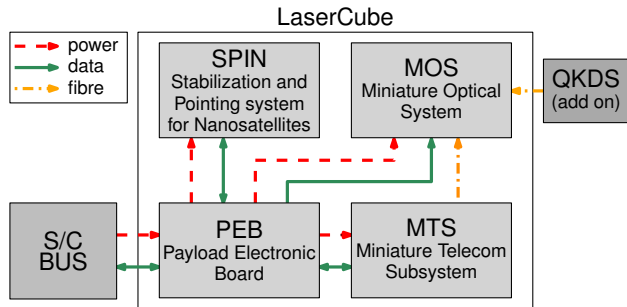 LaserCube
power
data
fibre
SPIN
Stabilization and
Pointing system
for Nanosatellites
MOS
Miniature Optical
System
QKDS
(add on)
S/C
BUS
PEB
Payload Electronic
Board
MTS
Miniature Telecom
Subsystem